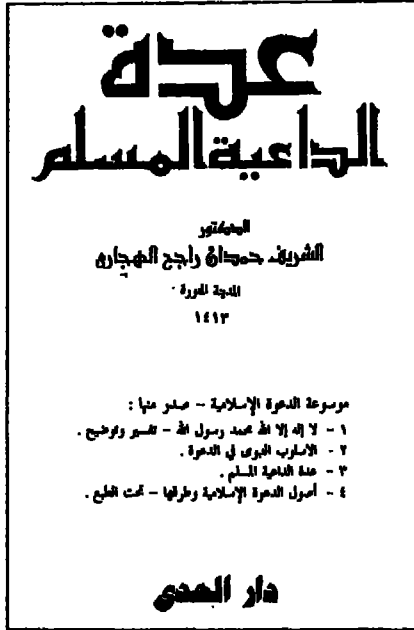 عدة
الداعية المسلم
الدكتور
الشريف حمدان راجح الهجاري
المدينة المنورة
١٤١٣
موسوعة الدعوة الإسلامية – صدر منها :
١ - لا إله إلا الله محمد رسول الله – تفسير وتوضيح .
٢ - الاسلوب النبوى في الدعوة .
٣ - عدة الداعية المسلم .
٤ - أصول الدعوة الإسلامية وطرقها – تحت الطبع .
دار الهدى